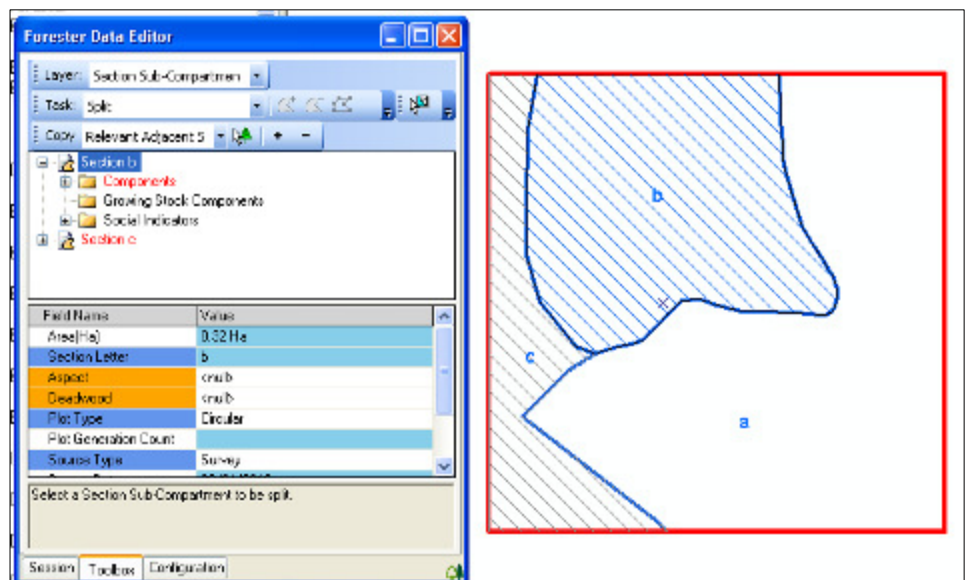 Forester Data Editor
Layer: Section Sub-Compartmen
Task: Split
Copy Relevant Adjacent S + -
Section b
Components
Growing Stock Components
Social Indicators
Section c
Field Name Value
Area(Ha) 0.32 Ha
Section Letter b
Aspect <null>
Deadwood <null>
Plot Type Circular
Plot Generation Count
Source Type Survey
Select a Section Sub-Compartment to be split.
Session Toolbox Configuration
b
c
a